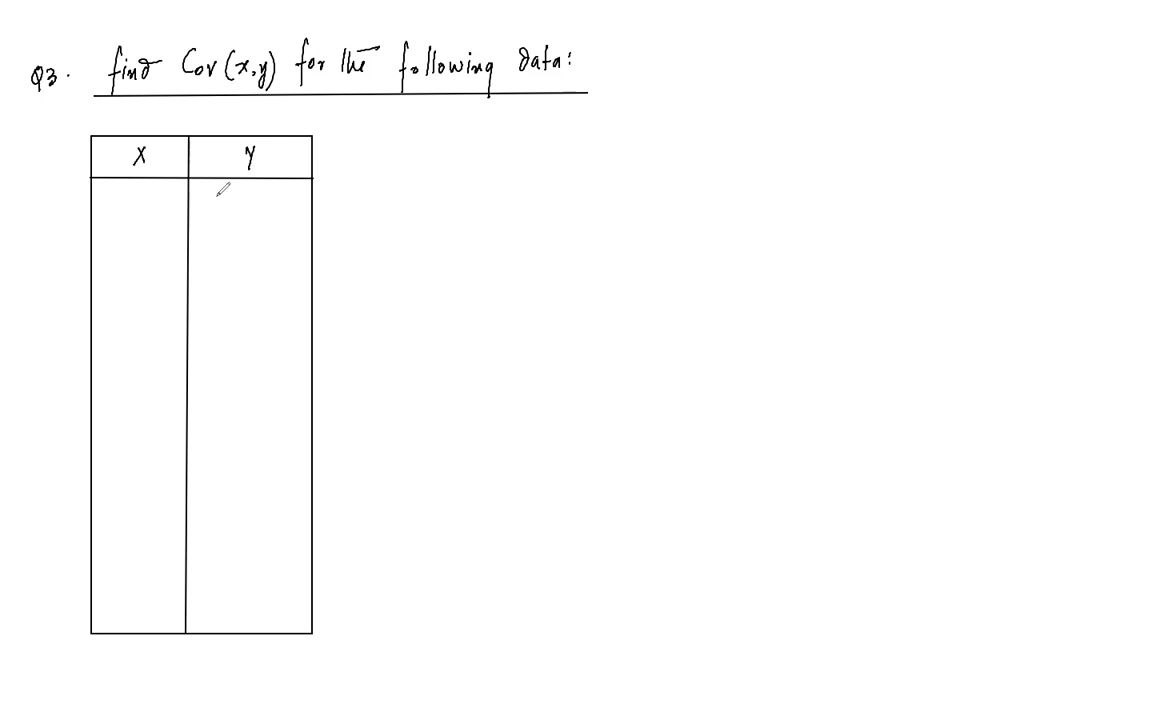 Q3. find Cov(x,y) for the following data:
X Y